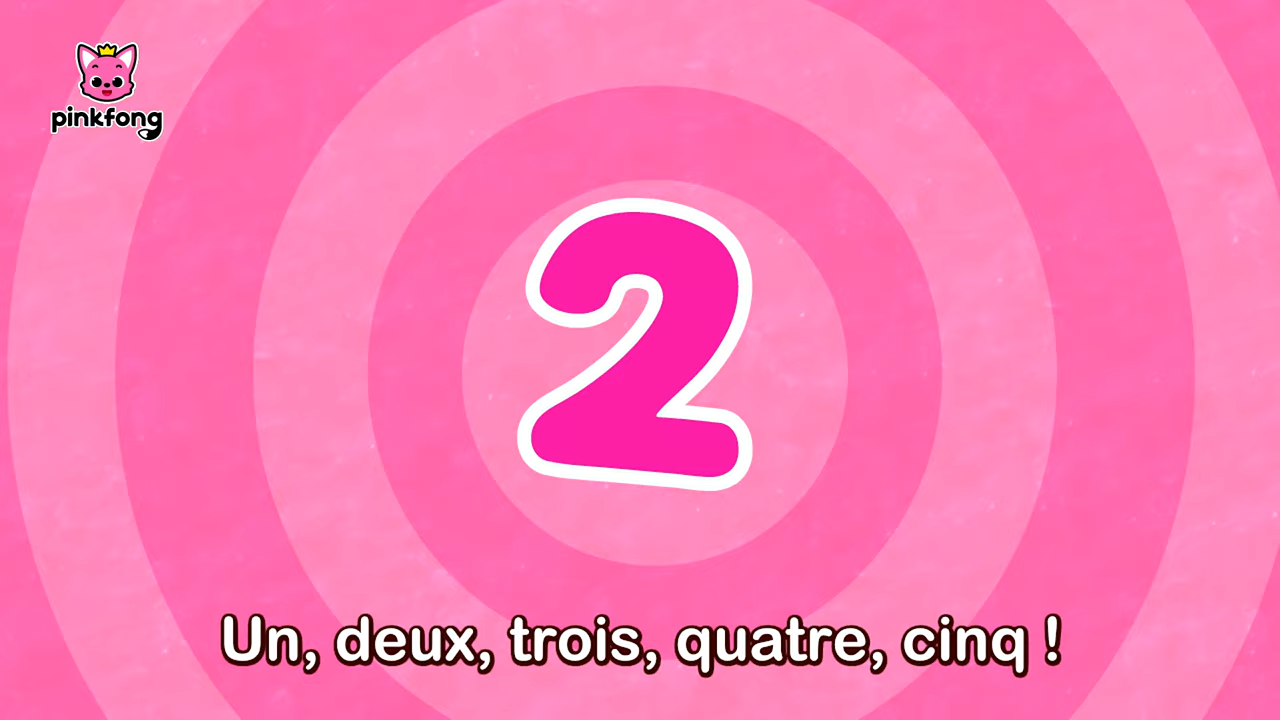 pinkfong
2
Un, deux, trois, quatre, cinq !